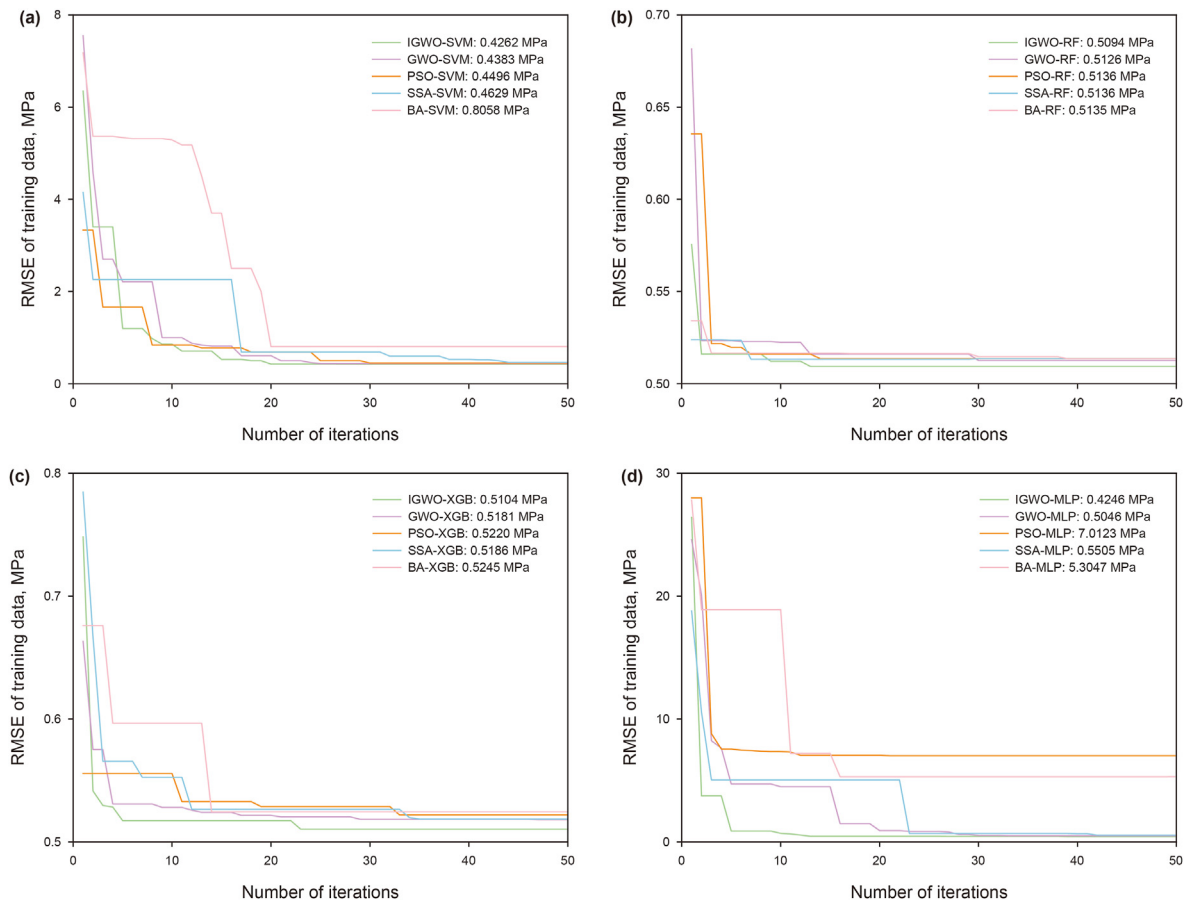 (a)
8
6
4
2
0
RMSE of training data, MPa
IGWO-SVM: 0.4262 MPa
GWO-SVM: 0.4383 MPa
PSO-SVM: 0.4496 MPa
SSA-SVM: 0.4629 MPa
BA-SVM: 0.8058 MPa
0 10 20 30 40 50
Number of iterations
(b)
0.70
0.65
0.60
0.55
0.50
RMSE of training data, MPa
IGWO-RF: 0.5094 MPa
GWO-RF: 0.5126 MPa
PSO-RF: 0.5136 MPa
SSA-RF: 0.5136 MPa
BA-RF: 0.5135 MPa
0 10 20 30 40 50
Number of iterations
(c)
0.8
0.7
0.6
0.5
RMSE of training data, MPa
IGWO-XGB: 0.5104 MPa
GWO-XGB: 0.5181 MPa
PSO-XGB: 0.5220 MPa
SSA-XGB: 0.5186 MPa
BA-XGB: 0.5245 MPa
0 10 20 30 40 50
Number of iterations
(d)
30
20
10
0
RMSE of training data, MPa
IGWO-MLP: 0.4246 MPa
GWO-MLP: 0.5046 MPa
PSO-MLP: 7.0123 MPa
SSA-MLP: 0.5505 MPa
BA-MLP: 5.3047 MPa
0 10 20 30 40 50
Number of iterations